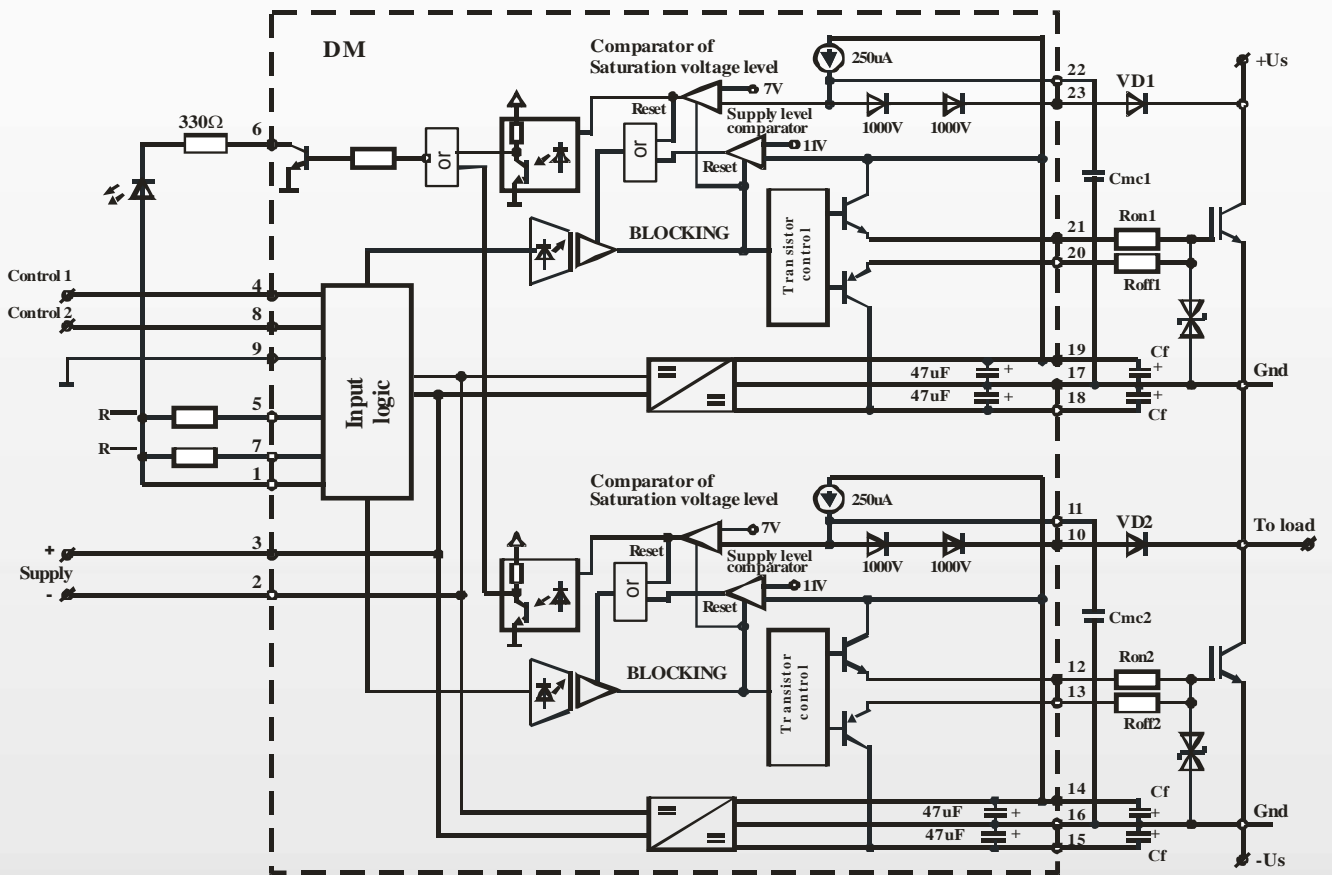 DM
Comparator of
Saturation voltage level
250uA
7V
22
23
VD1
+Us
330Ω
6
or
Reset
or
Supply level
comparator
11V
Reset
1000V
1000V
Cmc1
Transistor
control
21
20
Ron1
Roff1
BLOCKING
Control 1
4
Control 2
8
9
Input
logic
R
5
R
7
1
47uF
+
47uF
+
19
17
18
Cf
+
+
Cf
Gnd
Comparator of
Saturation voltage level
250uA
7V
11
10
VD2
To load
+
Supply
-
3
2
Reset
or
Supply level
comparator
11V
Reset
1000V
1000V
Cmc2
Transistor
control
12
13
Ron2
Roff2
BLOCKING
47uF
+
47uF
+
14
16
15
Cf
+
+
Cf
Gnd
-Us